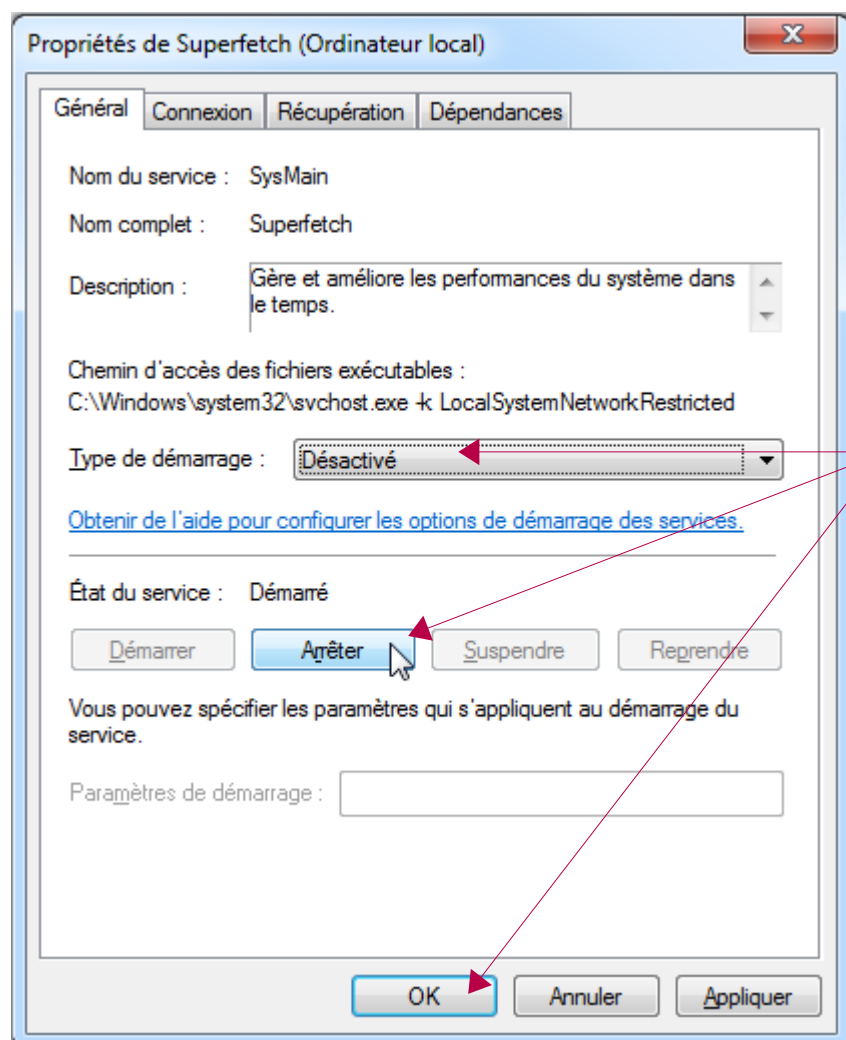 Propriétés de Superfetch (Ordinateur local)
Général Connexion Récupération Dépendances
Nom du service : SysMain
Nom complet : Superfetch
Description : Gère et améliore les performances du système dans
le temps.
Chemin d'accès des fichiers exécutables :
C:\Windows\system32\svchost.exe -k LocalSystemNetworkRestricted
Type de démarrage : Désactivé
Obtenir de l'aide pour configurer les options de démarrage des services.
État du service : Démarré
Démarrer Arrêter Suspendre Reprendre
Vous pouvez spécifier les paramètres qui s'appliquent au démarrage du
service.
Paramètres de démarrage :
OK Annuler Appliquer